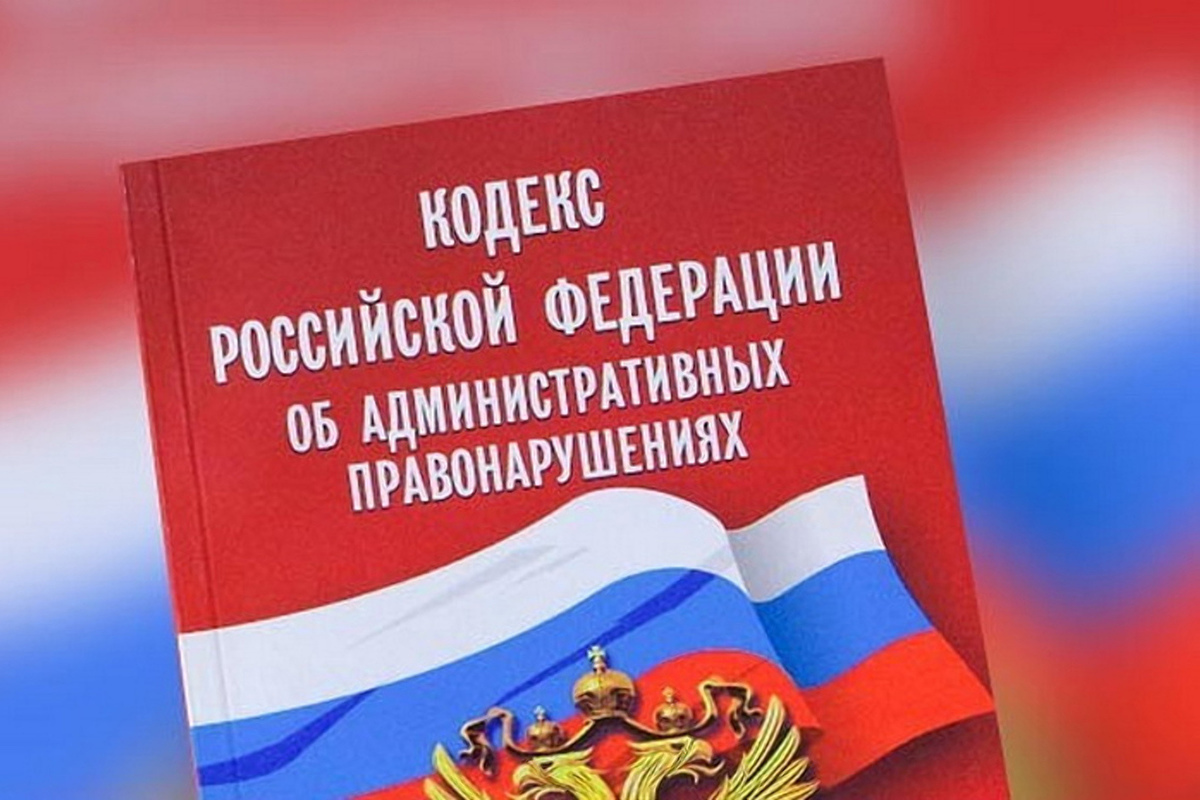 КОДЕКС
РОССИЙСКОЙ ФЕДЕРАЦИИ
ОБ АДМИНИСТРАТИВНЫХ
ПРАВОНАРУШЕНИЯХ